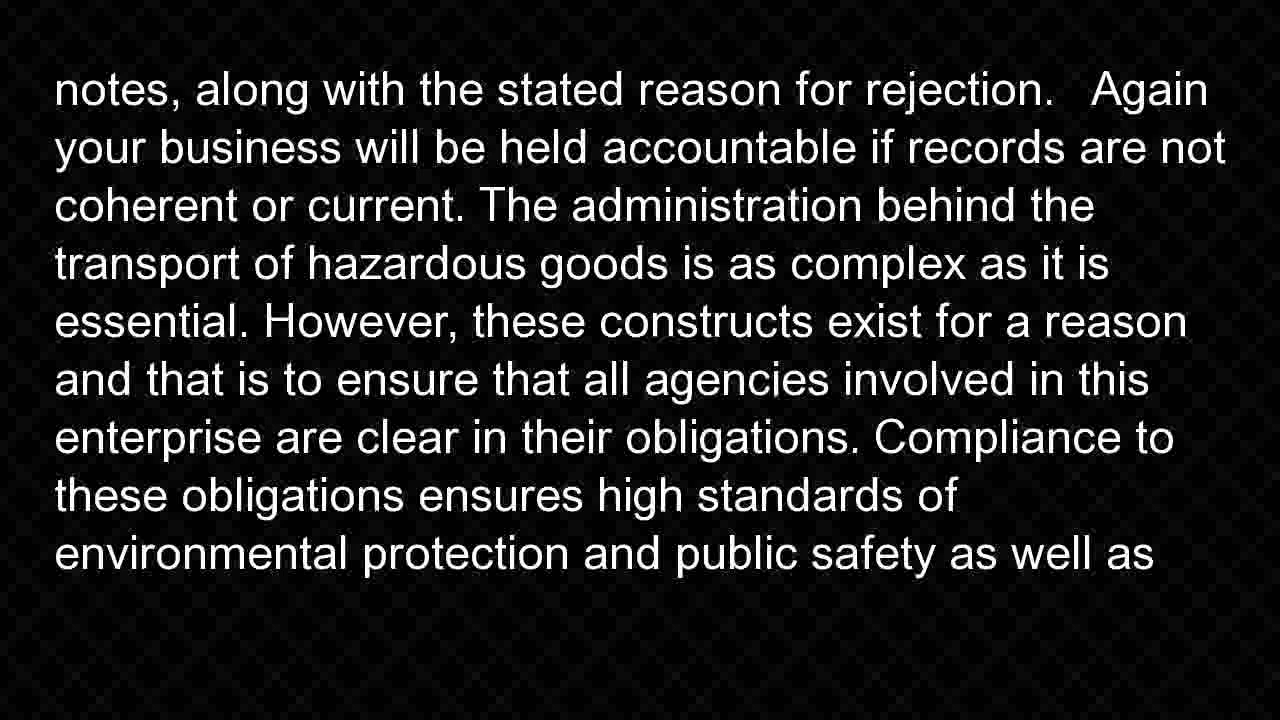 notes, along with the stated reason for rejection.   Again
your business will be held accountable if records are not
coherent or current. The administration behind the
transport of hazardous goods is as complex as it is
essential. However, these constructs exist for a reason
and that is to ensure that all agencies involved in this
enterprise are clear in their obligations. Compliance to
these obligations ensures high standards of
environmental protection and public safety as well as